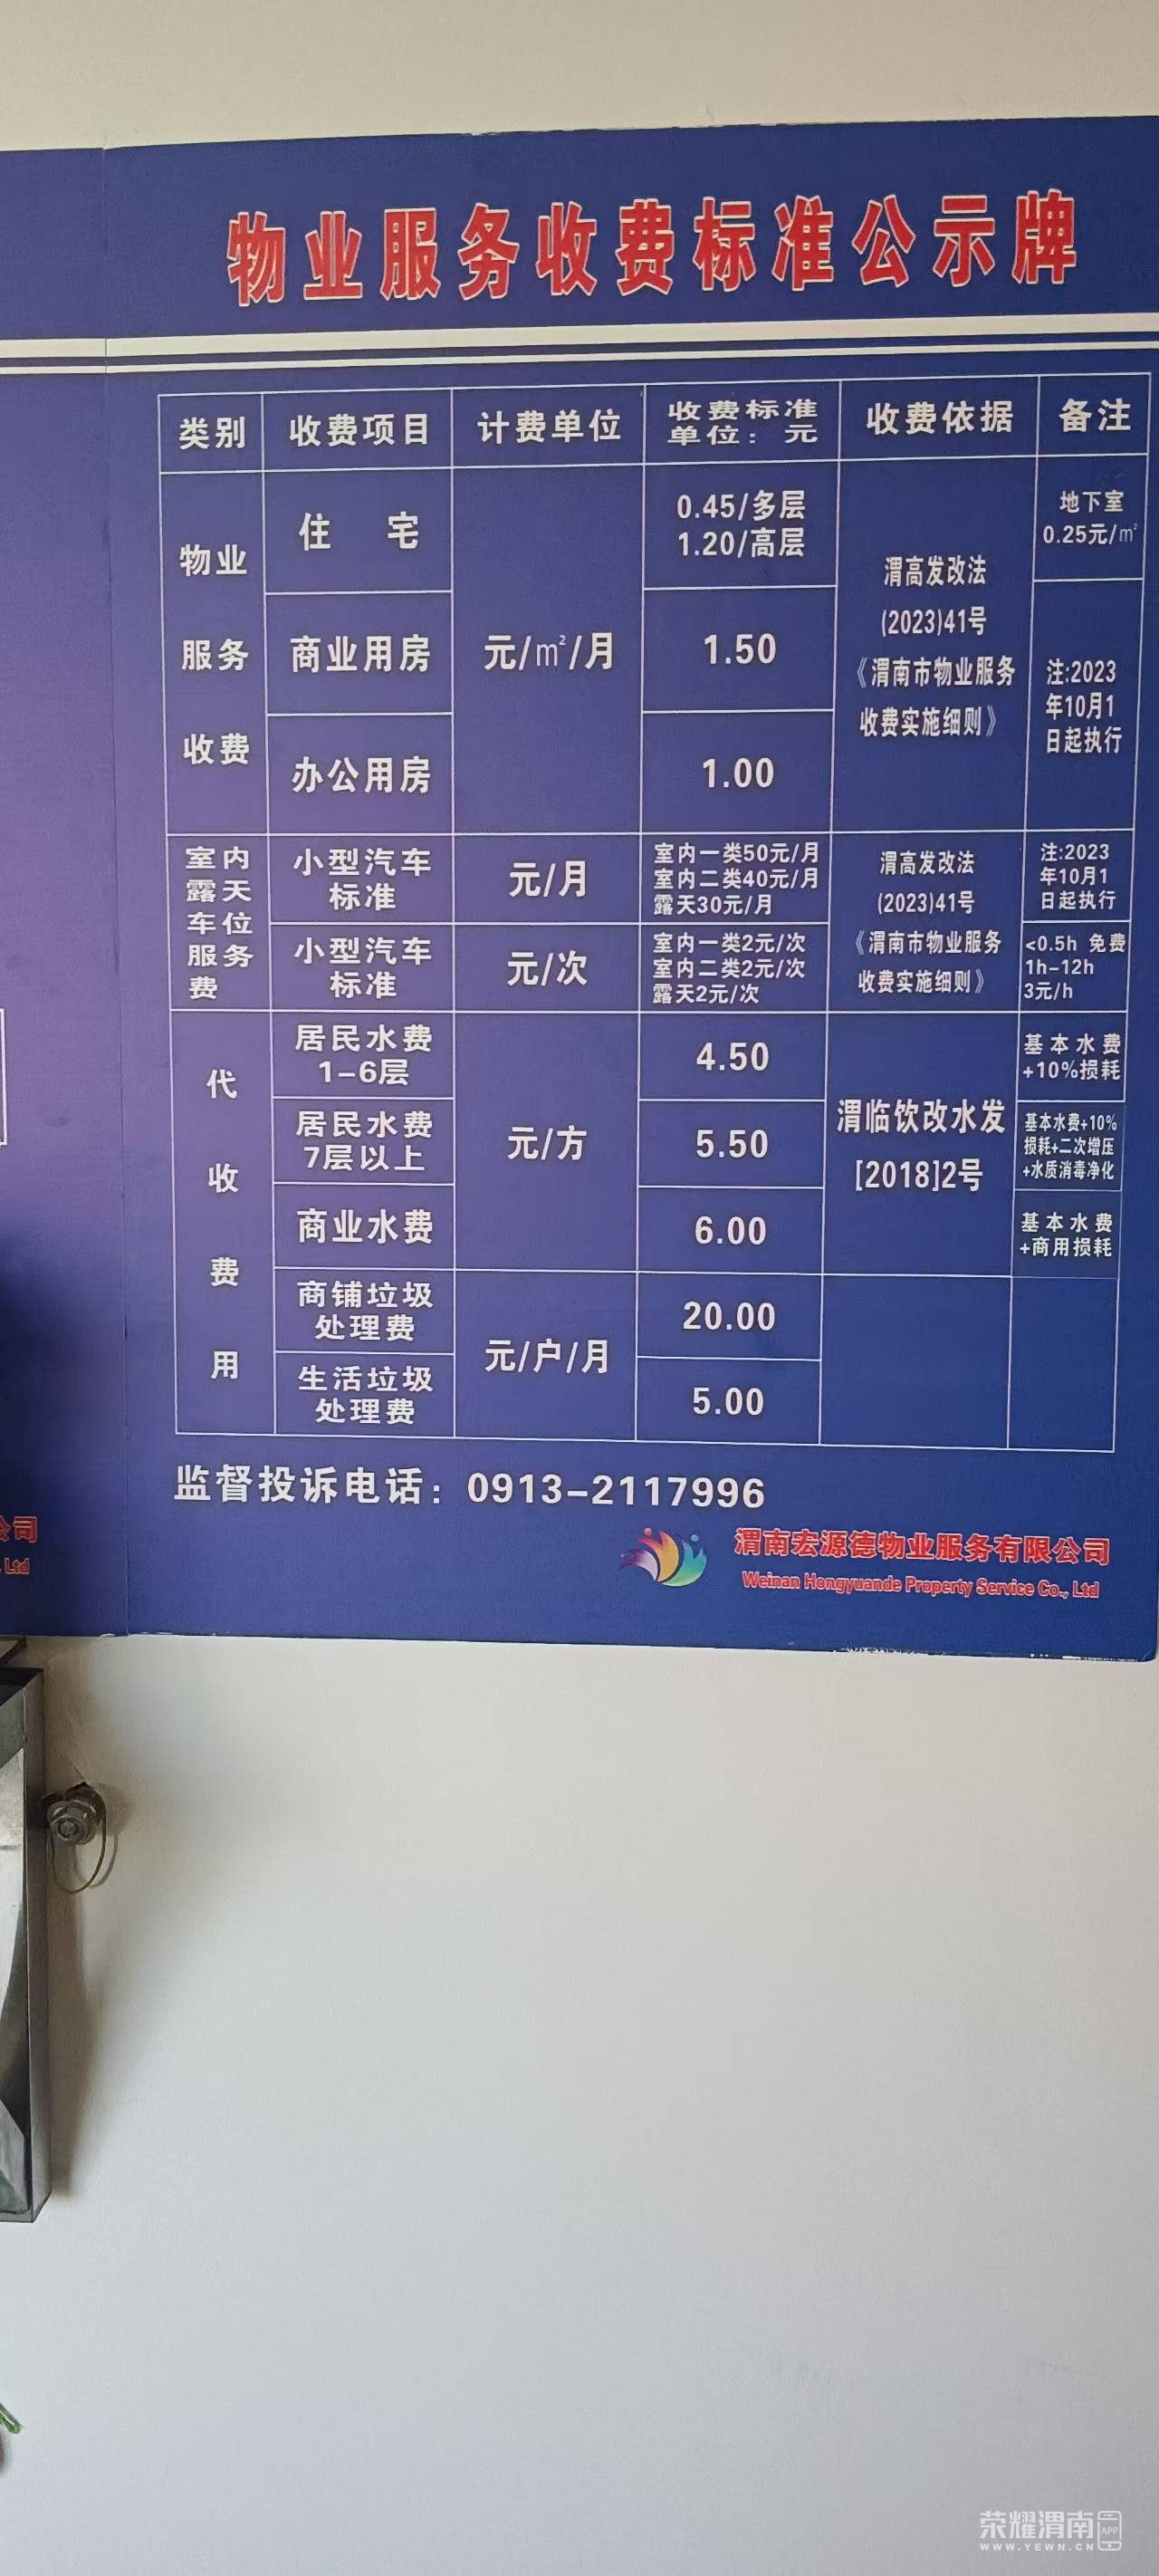 物业服务收费标准公示牌
类别 收费项目 计费单位 收费标准 单位：元 收费依据 备注
物业服务收费
住 宅
元/㎡/月
0.45/多层
1.20/高层
渭高发改法
(2023)41号
《渭南市物业服务
收费实施细则》
地下室
0.25元/㎡
商业用房
1.50
注:2023
年10月1
日起执行
办公用房
1.00
室内
露天
车位
服务
费
小型汽车
标准
元/月
室内一类50元/月
室内二类40元/月
露天30元/月
渭高发改法
(2023)41号
《渭南市物业服务
收费实施细则》
注:2023
年10月1
日起执行
小型汽车
标准
元/次
室内一类2元/次
室内二类2元/次
露天2元/次
<0.5h 免费
1h-12h
3元/h
代收费用
居民水费
1-6层
元/方
4.50
渭临饮改水发
[2018]2号
基本水费
+10%损耗
居民水费
7层以上
5.50
基本水费+10%
损耗+二次增压
+水质消毒净化
商业水费
6.00
基本水费
+商用损耗
商铺垃圾
处理费
元/户/月
20.00
生活垃圾
处理费
5.00
监督投诉电话：0913-2117996
渭南宏源德物业服务有限公司
Weinan Hongyuande Property Service Co., Ltd
公司
Ltd
荣耀渭南APP
WWW.YEWN.CN